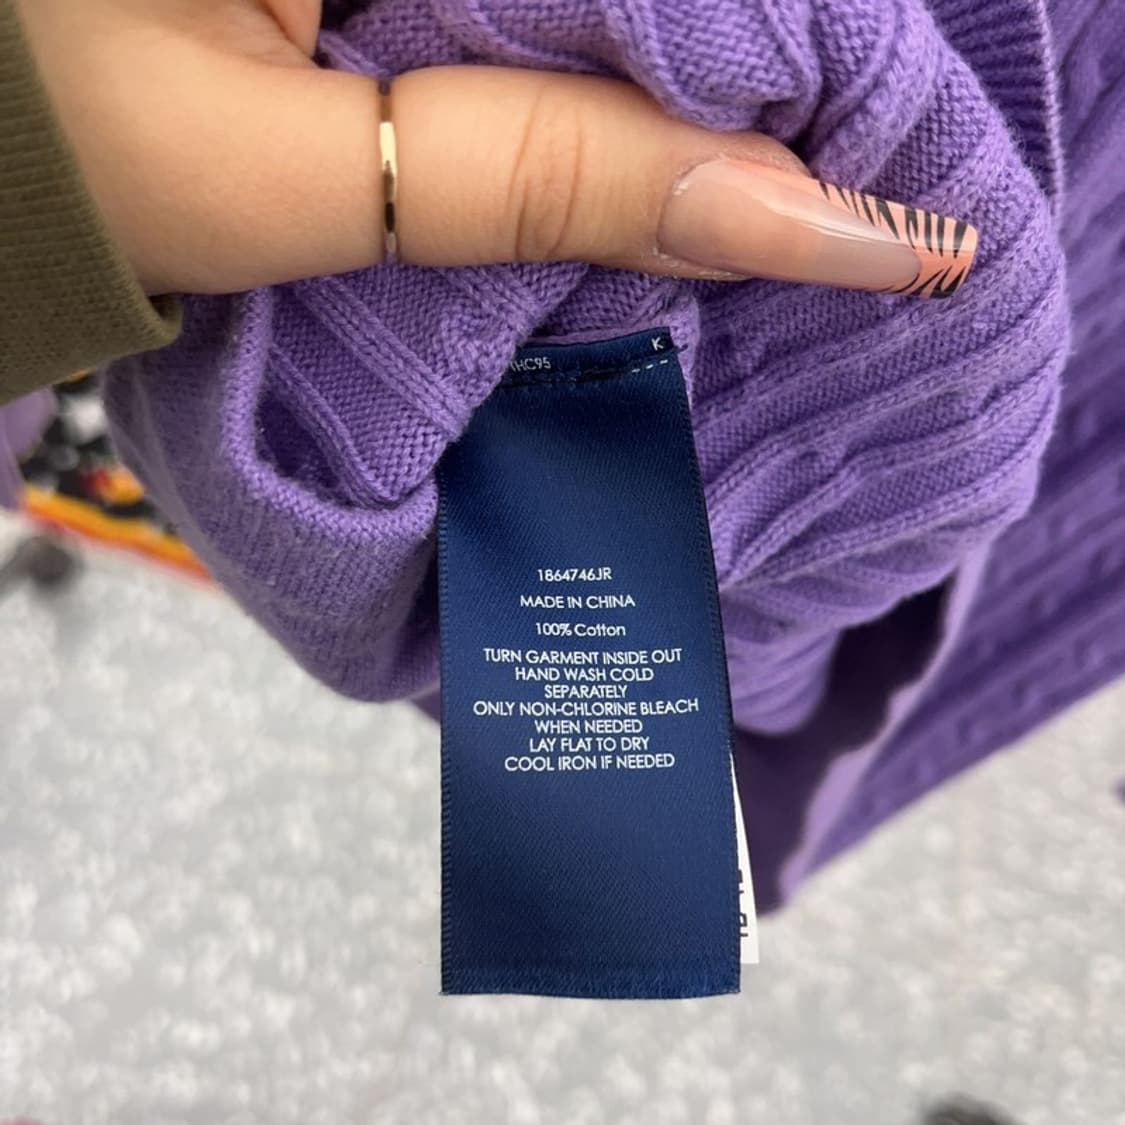 K
HC95
1864746JR
MADE IN CHINA
100% Cotton
TURN GARMENT INSIDE OUT
HAND WASH COLD
SEPARATELY
ONLY NON-CHLORINE BLEACH
WHEN NEEDED
LAY FLAT TO DRY
COOL IRON IF NEEDED